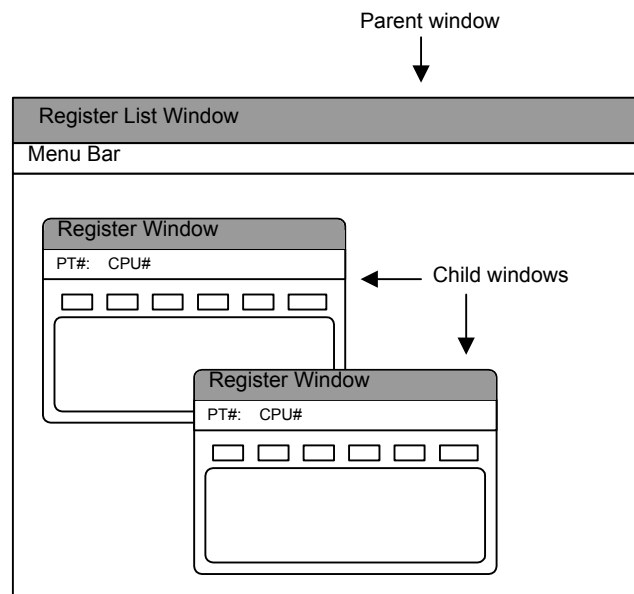 Parent window
Register List Window
Menu Bar
Register Window
PT#: CPU#
Child windows
Register Window
PT#: CPU#